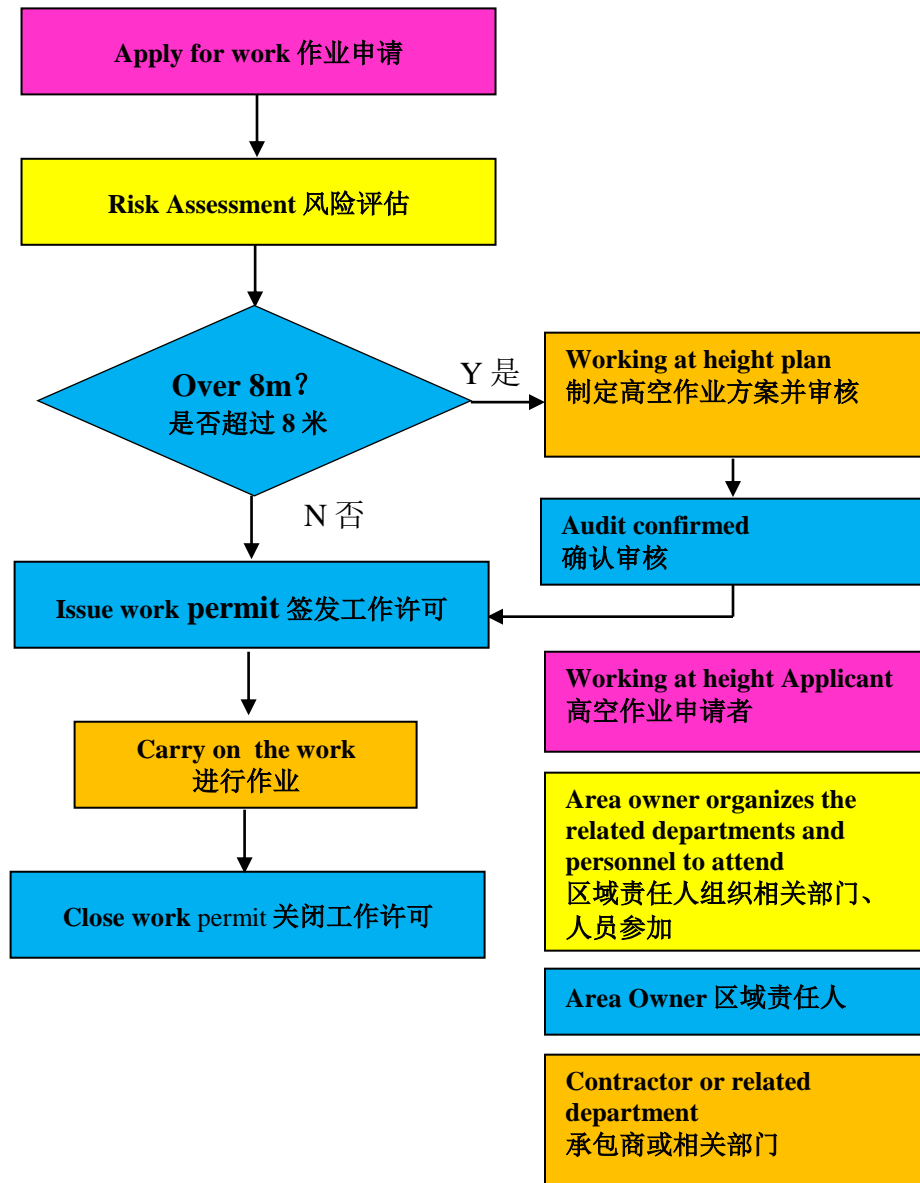 Apply for work 作业申请
Risk Assessment 风险评估
Over 8m？
是否超过 8 米
Y 是
Working at height plan
制定高空作业方案并审核
N 否
Audit confirmed
确认审核
Issue work permit 签发工作许可
Carry on the work
进行作业
Close work permit 关闭工作许可
Working at height Applicant
高空作业申请者
Area owner organizes the
related departments and
personnel to attend
区域责任人组织相关部门、
人员参加
Area Owner 区域责任人
Contractor or related
department
承包商或相关部门